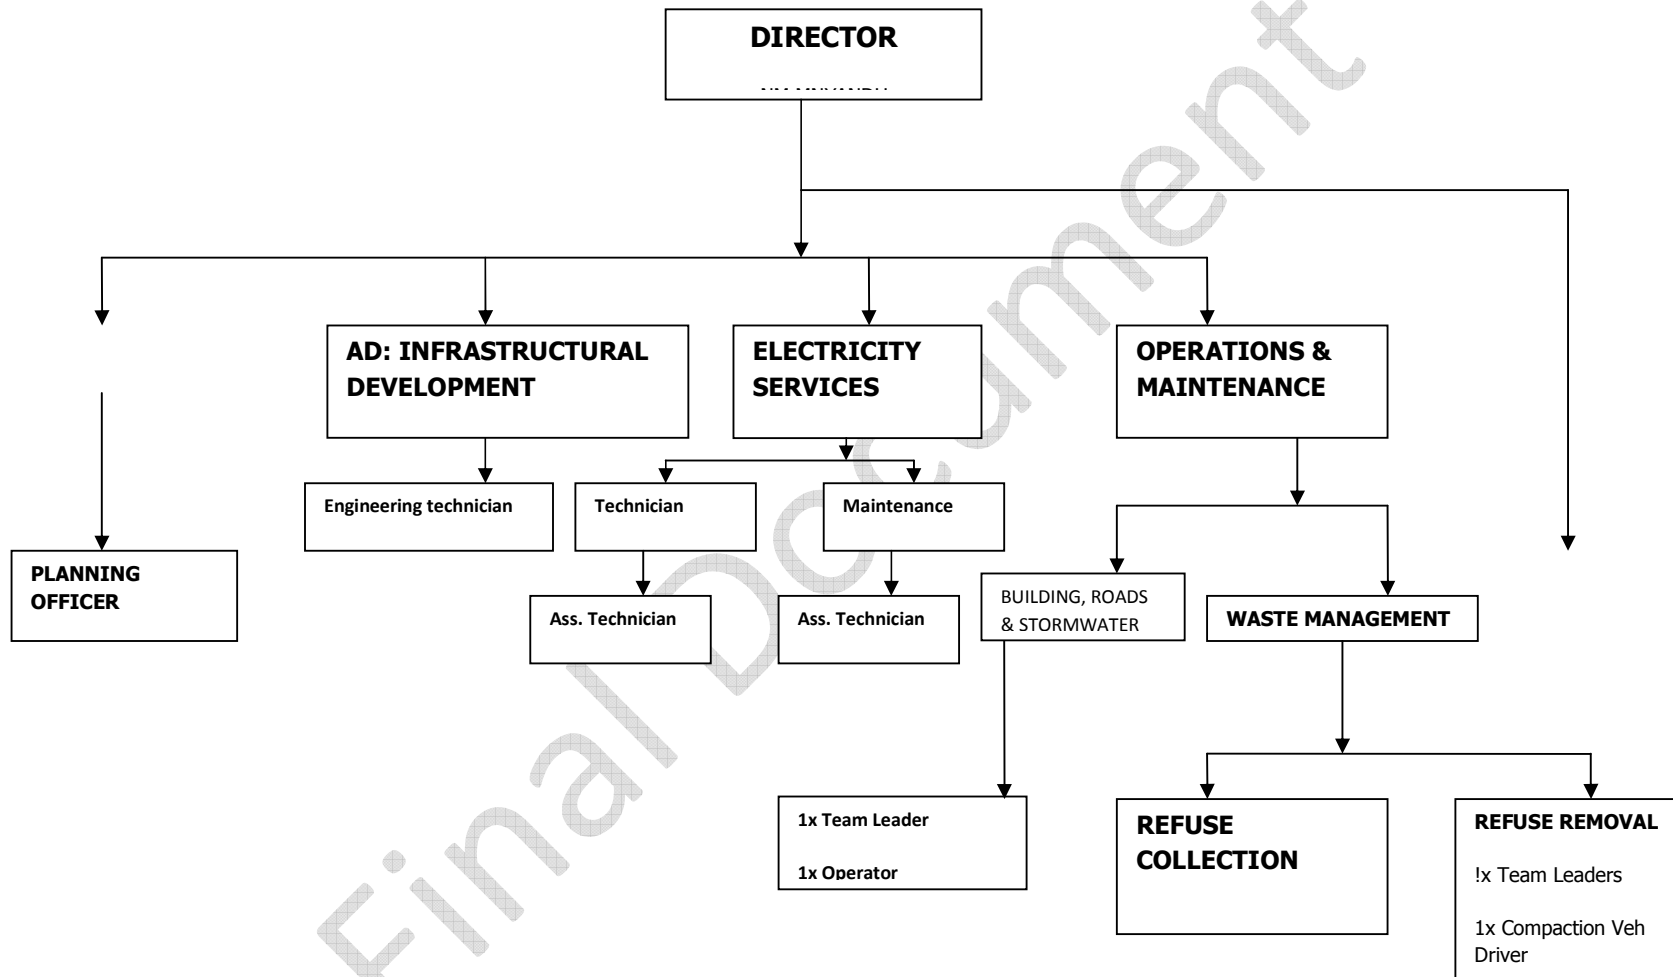 DIRECTOR
AD: INFRASTRUCTURAL
DEVELOPMENT
ELECTRICITY
SERVICES
OPERATIONS &
MAINTENANCE
Engineering technician
Technician
Maintenance
PLANNING
OFFICER
Ass. Technician
Ass. Technician
BUILDING, ROADS
& STORMWATER
WASTE MANAGEMENT
1x Team Leader
1x Operator
REFUSE
COLLECTION
REFUSE REMOVAL
!x Team Leaders
1x Compaction Veh
Driver
Final Document